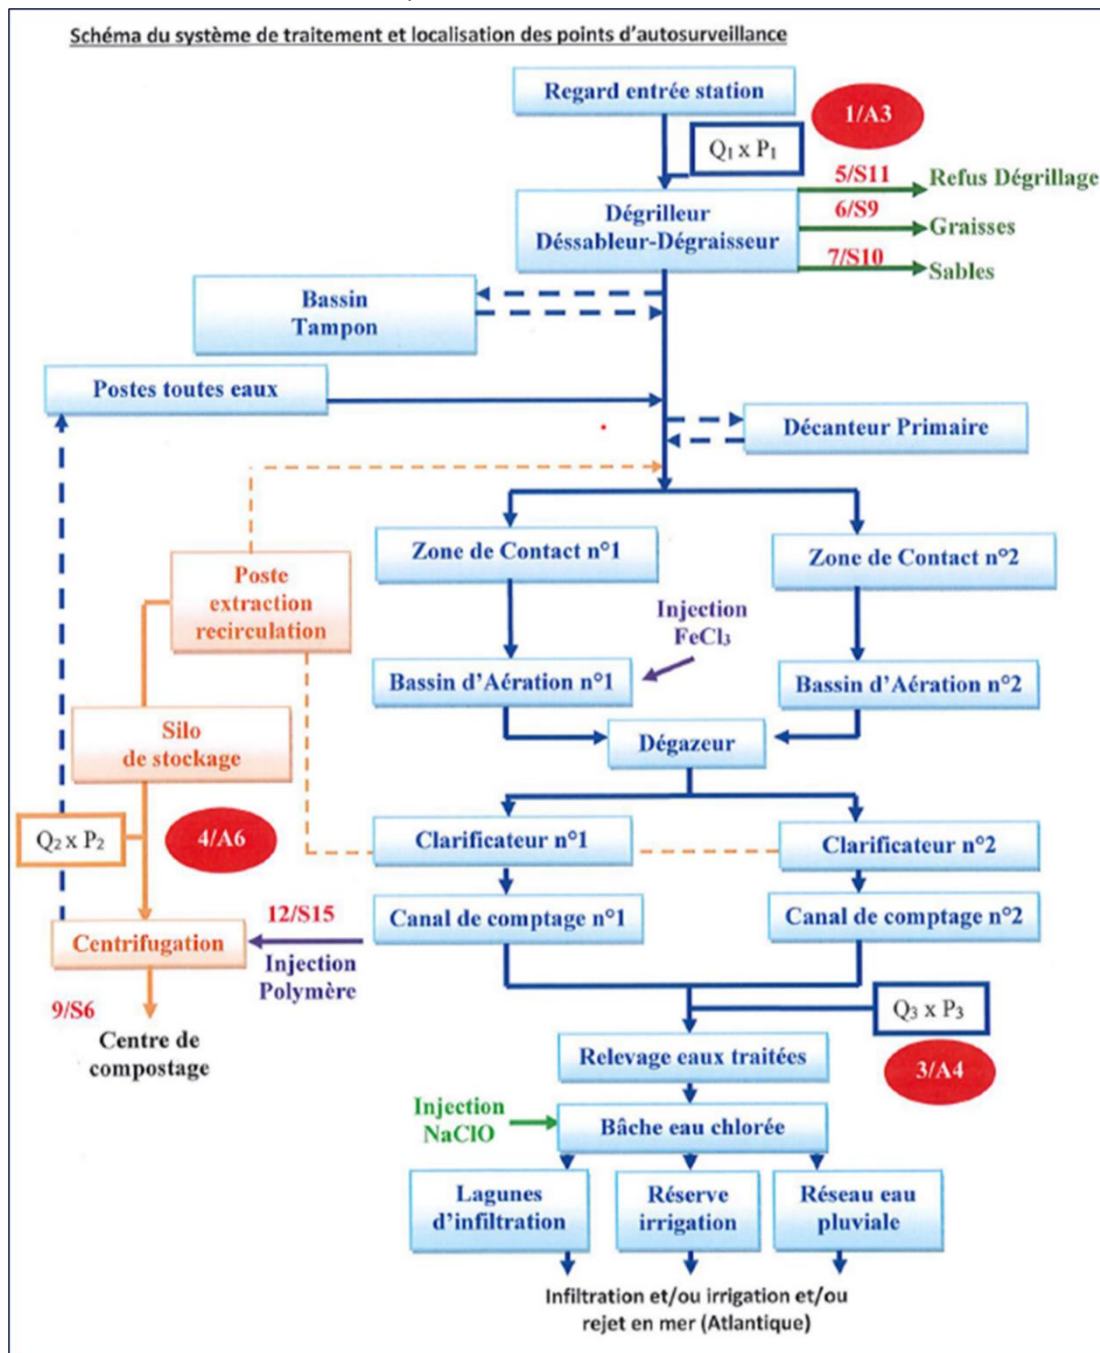 Schéma du système de traitement et localisation des points d'autosurveillance
Regard entrée station
1/A3
Q₁ x P₁
5/S11
Refus Dégrillage
Dégrilleur
Déssableur-Dégraisseur
6/S9
Graisses
7/S10
Sables
Bassin
Tampon
Postes toutes eaux
Décanteur Primaire
Zone de Contact n°1
Zone de Contact n°2
Poste
extraction
recirculation
Injection
FeCl₃
Bassin d'Aération n°1
Bassin d'Aération n°2
Silo
de stockage
Dégazeur
Q₂ x P₂
4/A6
Clarificateur n°1
Clarificateur n°2
12/S15
Canal de comptage n°1
Canal de comptage n°2
Centrifugation
Injection
Polymère
9/S6
Centre de
compostage
Q₃ x P₃
Relevage eaux traitées
3/A4
Injection
NaClO
Bâche eau chlorée
Lagunes
d'infiltration
Réserve
irrigation
Réseau eau
pluviale
Infiltration et/ou irrigation et/ou
rejet en mer (Atlantique)